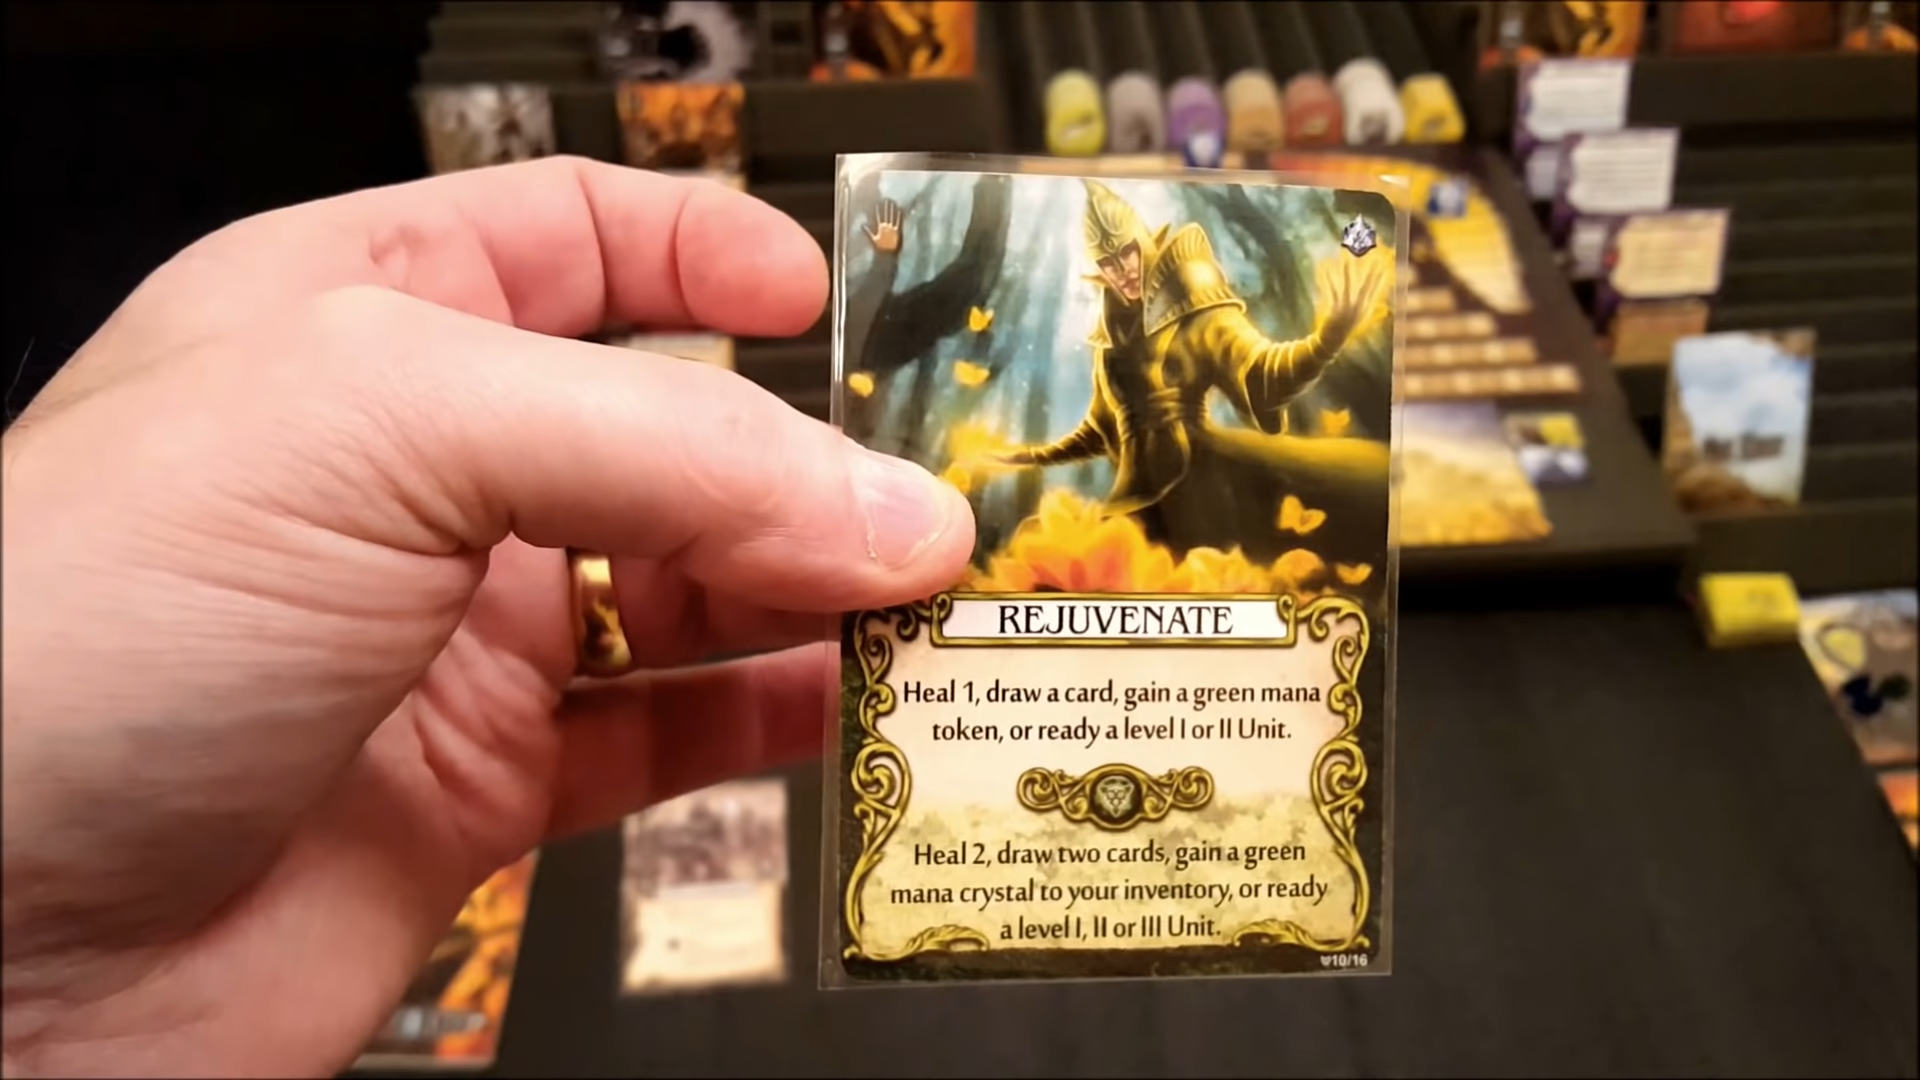 REJUVENATE
Heal 1, draw a card, gain a green mana
token, or ready a level I or II Unit.
Heal 2, draw two cards, gain a green
mana crystal to your inventory, or ready
a level I, II or III Unit.
10/16